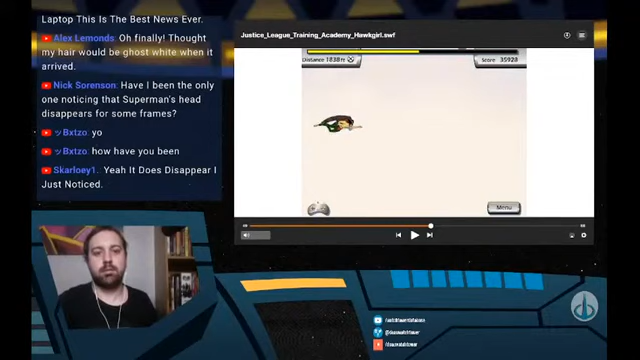 Laptop This Is The Best News Ever.
Alex Lemonds: Oh finally! Thought
my hair would be ghost white when it
arrived.
Nick Sorenson: Have I been the only
one noticing that Superman's head
disappears for some frames?
ッBxtzo: yo
ッBxtzo: how have you been
Skarloey1: Yeah It Does Disappear I
Just Noticed.
Justice_League_Training_Academy_Hawkgirl.swf
Score 35928
Menu